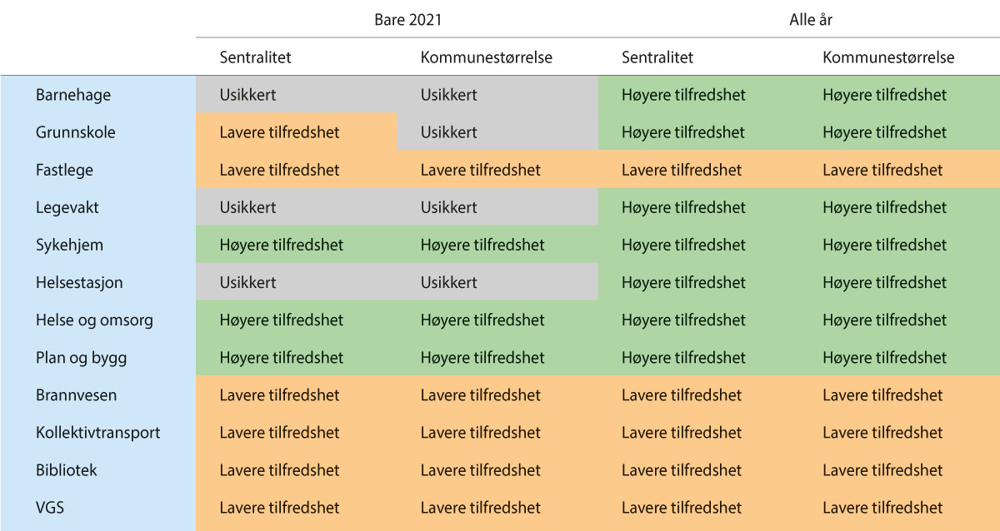 Bare 2021 Alle år
Sentralitet Kommunestørrelse Sentralitet Kommunestørrelse
Barnehage Usikkert Usikkert Høyere tilfredshet Høyere tilfredshet
Grunnskole Lavere tilfredshet Usikkert Høyere tilfredshet Høyere tilfredshet
Fastlege Lavere tilfredshet Lavere tilfredshet Lavere tilfredshet Lavere tilfredshet
Legevakt Usikkert Usikkert Høyere tilfredshet Høyere tilfredshet
Sykehjem Høyere tilfredshet Høyere tilfredshet Høyere tilfredshet Høyere tilfredshet
Helsestasjon Usikkert Usikkert Høyere tilfredshet Høyere tilfredshet
Helse og omsorg Høyere tilfredshet Høyere tilfredshet Høyere tilfredshet Høyere tilfredshet
Plan og bygg Høyere tilfredshet Høyere tilfredshet Høyere tilfredshet Høyere tilfredshet
Brannvesen Lavere tilfredshet Lavere tilfredshet Lavere tilfredshet Lavere tilfredshet
Kollektivtransport Lavere tilfredshet Lavere tilfredshet Lavere tilfredshet Lavere tilfredshet
Bibliotek Lavere tilfredshet Lavere tilfredshet Lavere tilfredshet Lavere tilfredshet
VGS Lavere tilfredshet Lavere tilfredshet Lavere tilfredshet Lavere tilfredshet